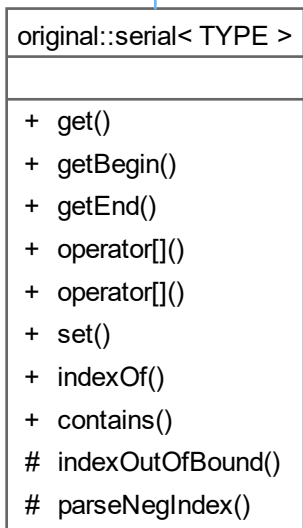 original::serial< TYPE >
+ get()
+ getBegin()
+ getEnd()
+ operator[]()
+ operator[]()
+ set()
+ indexOf()
+ contains()
# indexOutOfBound()
# parseNegIndex()